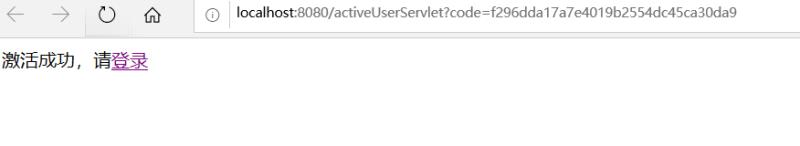 localhost:8080/activeUserServlet?code=f296dda17a7e4019b2554dc45ca30da9
激活成功，请登录